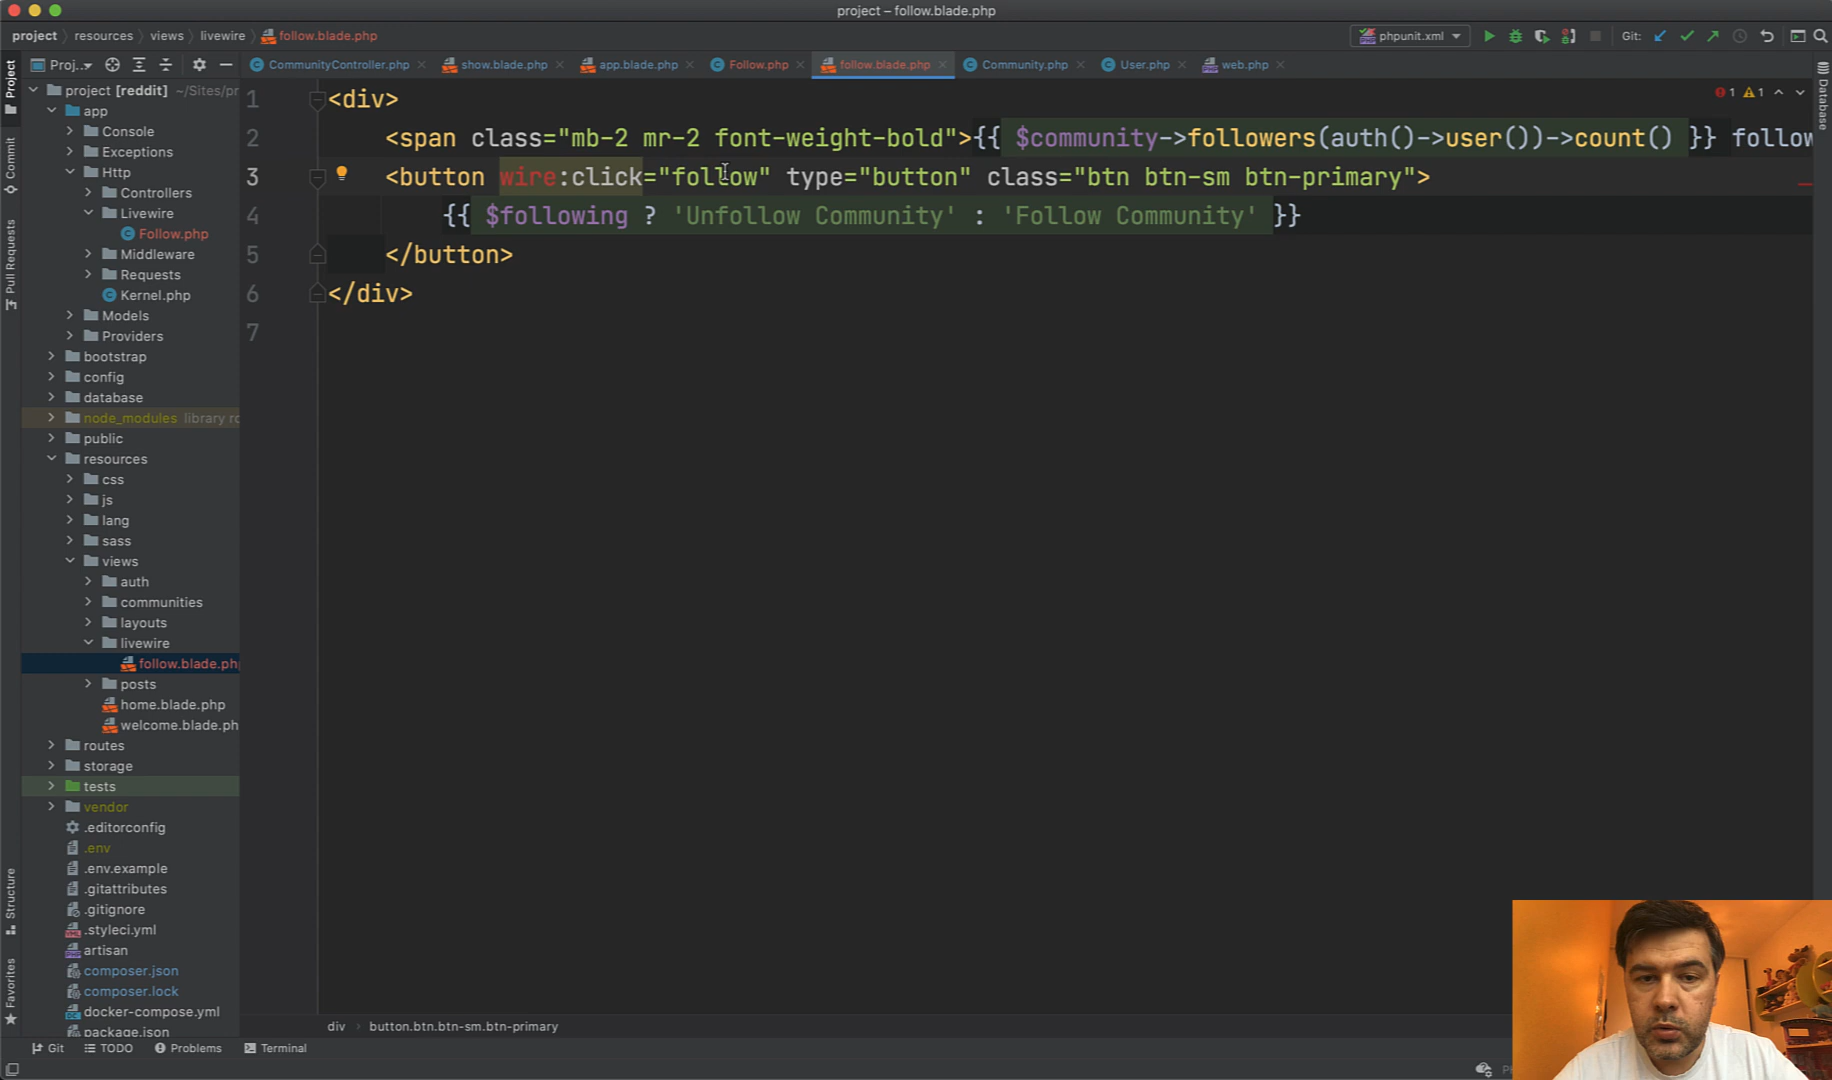 project – follow.blade.php
project resources views livewire follow.blade.php
phpunit.xml Git:
Proj.. CommunityController.php show.blade.php app.blade.php Follow.php follow.blade.php Community.php User.php web.php
Project
Commit
Pull Requests
Structure
Favorites
Database
project [reddit] ~/Sites/pr
app
Console
Exceptions
Http
Controllers
Livewire
Follow.php
Middleware
Requests
Kernel.php
Models
Providers
bootstrap
config
database
node_modules library ro
public
resources
css
js
lang
sass
views
auth
communities
layouts
livewire
follow.blade.php
posts
home.blade.php
welcome.blade.ph
routes
storage
tests
vendor
.editorconfig
.env
.env.example
.gitattributes
.gitignore
.styleci.yml
artisan
composer.json
composer.lock
docker-compose.yml
package.json
1 <div>
2 <span class="mb-2 mr-2 font-weight-bold">{{ $community->followers(auth()->user())->count() }} follow
3 <button wire:click="follow" type="button" class="btn btn-sm btn-primary">
4 {{ $following ? 'Unfollow Community' : 'Follow Community' }}
5 </button>
6 </div>
7
1 1
div button.btn.btn-sm.btn-primary
Git TODO Problems Terminal